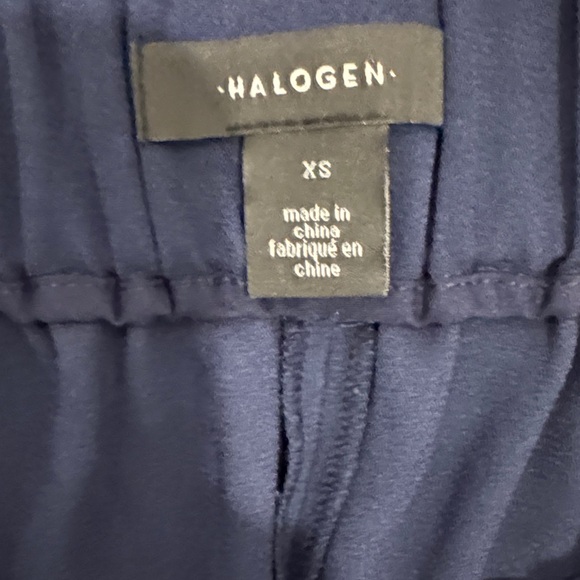 ·HALOGEN·
XS
made in
china
fabriqué en
chine